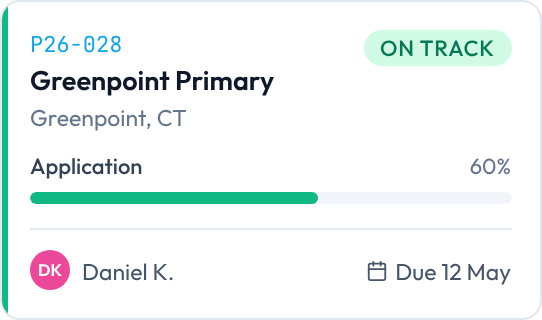 P26-028
ON TRACK
Greenpoint Primary
Greenpoint, CT
Application
60%
DK
Daniel K.
Due 12 May